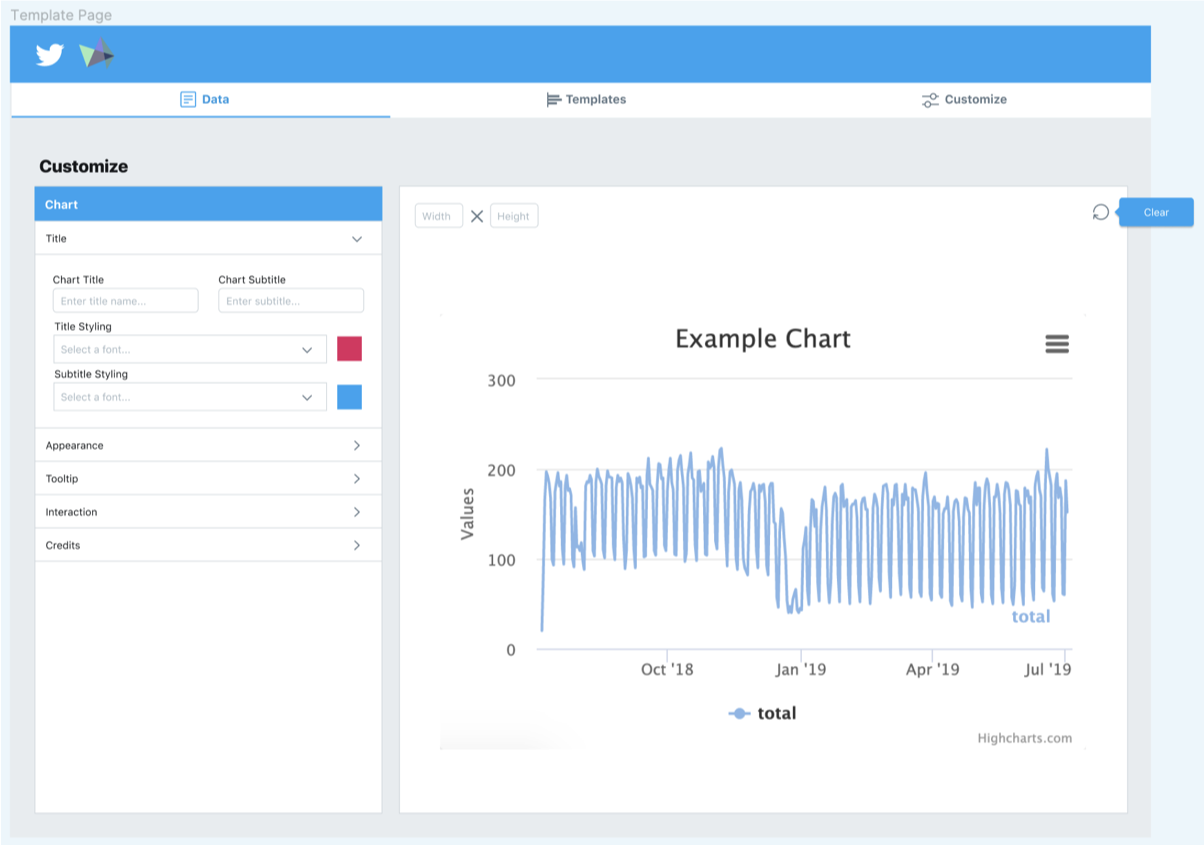 Template Page
Data
Templates
Customize
Customize
Chart
Title
Chart Title
Chart Subtitle
Enter title name...
Enter subtitle...
Title Styling
Select a font...
Subtitle Styling
Select a font...
Appearance
Tooltip
Interaction
Credits
Width
Height
Clear
Example Chart
300
200
100
0
Values
total
Oct '18
Jan '19
Apr '19
Jul '19
total
Highcharts.com